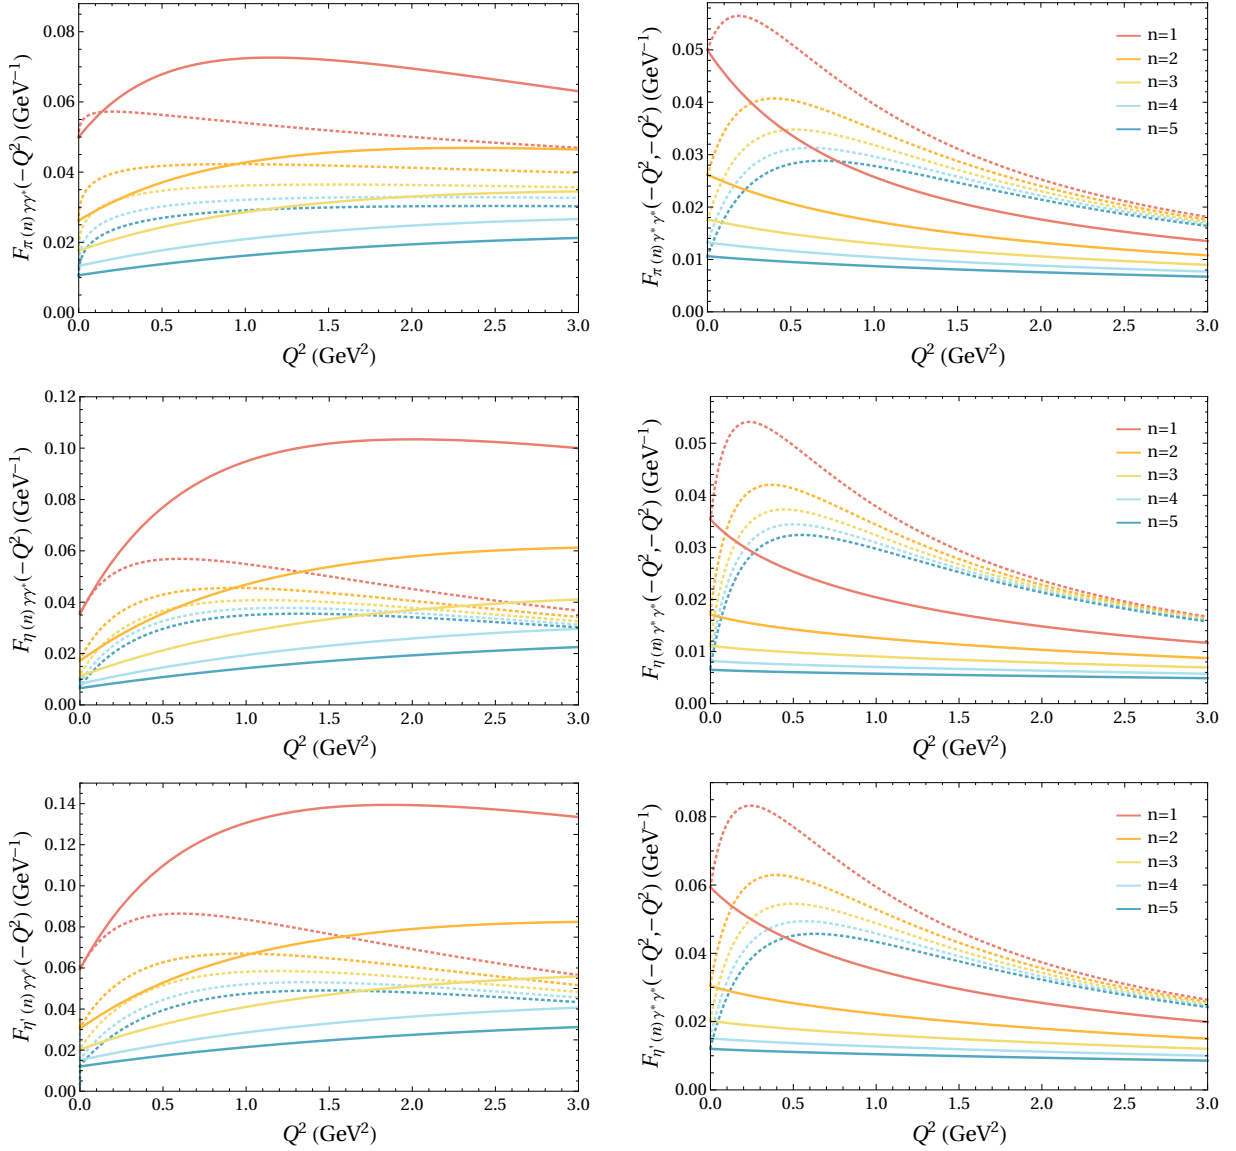 F_{π (n) γγ*}(−Q²) (GeV⁻¹)
0.08
0.06
0.04
0.02
0.00
0.0 0.5 1.0 1.5 2.0 2.5 3.0
Q² (GeV²)
F_{π (n) γ* γ*}(−Q², −Q²) (GeV⁻¹)
0.05
0.04
0.03
0.02
0.01
0.00
n=1
n=2
n=3
n=4
n=5
0.0 0.5 1.0 1.5 2.0 2.5 3.0
Q² (GeV²)
F_{η (n) γγ*}(−Q²) (GeV⁻¹)
0.12
0.10
0.08
0.06
0.04
0.02
0.00
0.0 0.5 1.0 1.5 2.0 2.5 3.0
Q² (GeV²)
F_{η (n) γ* γ*}(−Q², −Q²) (GeV⁻¹)
0.05
0.04
0.03
0.02
0.01
0.00
n=1
n=2
n=3
n=4
n=5
0.0 0.5 1.0 1.5 2.0 2.5 3.0
Q² (GeV²)
F_{η' (n) γγ*}(−Q²) (GeV⁻¹)
0.14
0.12
0.10
0.08
0.06
0.04
0.02
0.00
0.0 0.5 1.0 1.5 2.0 2.5 3.0
Q² (GeV²)
F_{η' (n) γ* γ*}(−Q², −Q²) (GeV⁻¹)
0.08
0.06
0.04
0.02
0.00
n=1
n=2
n=3
n=4
n=5
0.0 0.5 1.0 1.5 2.0 2.5 3.0
Q² (GeV²)